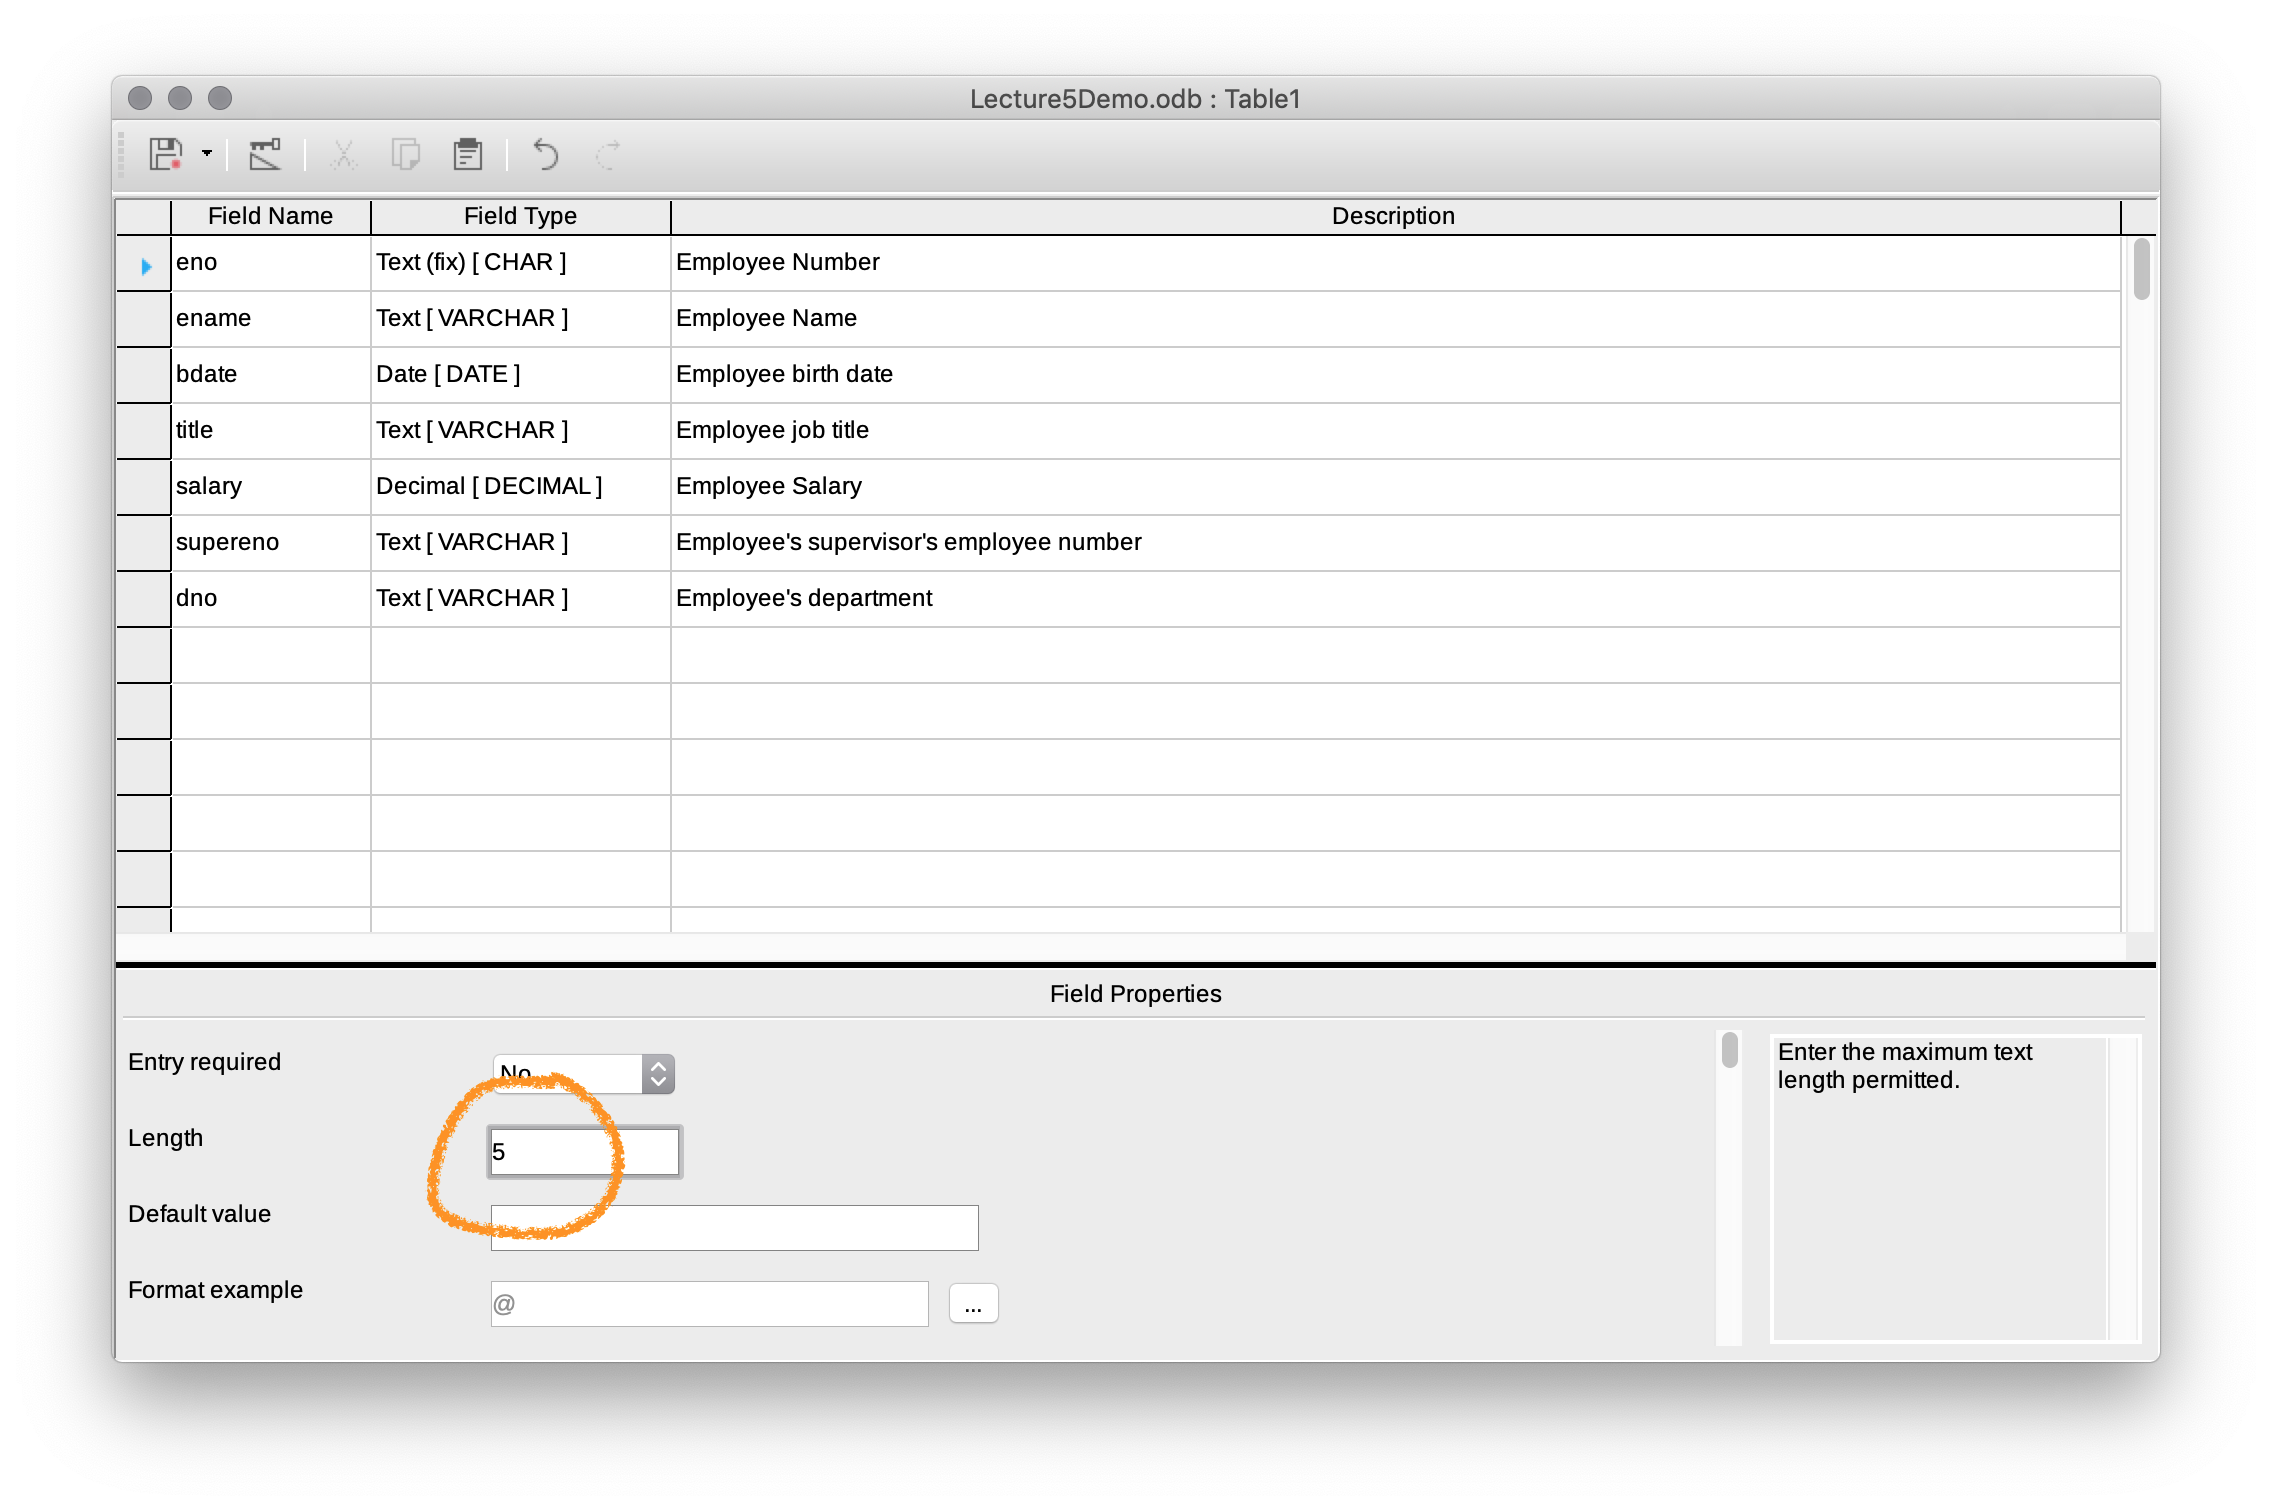 Lecture5Demo.odb : Table1
Field Name Field Type Description
eno Text (fix) [ CHAR ] Employee Number
ename Text [ VARCHAR ] Employee Name
bdate Date [ DATE ] Employee birth date
title Text [ VARCHAR ] Employee job title
salary Decimal [ DECIMAL ] Employee Salary
supereno Text [ VARCHAR ] Employee's supervisor's employee number
dno Text [ VARCHAR ] Employee's department
Field Properties
Entry required No
Length 5
Default value
Format example @ ...
Enter the maximum text
length permitted.